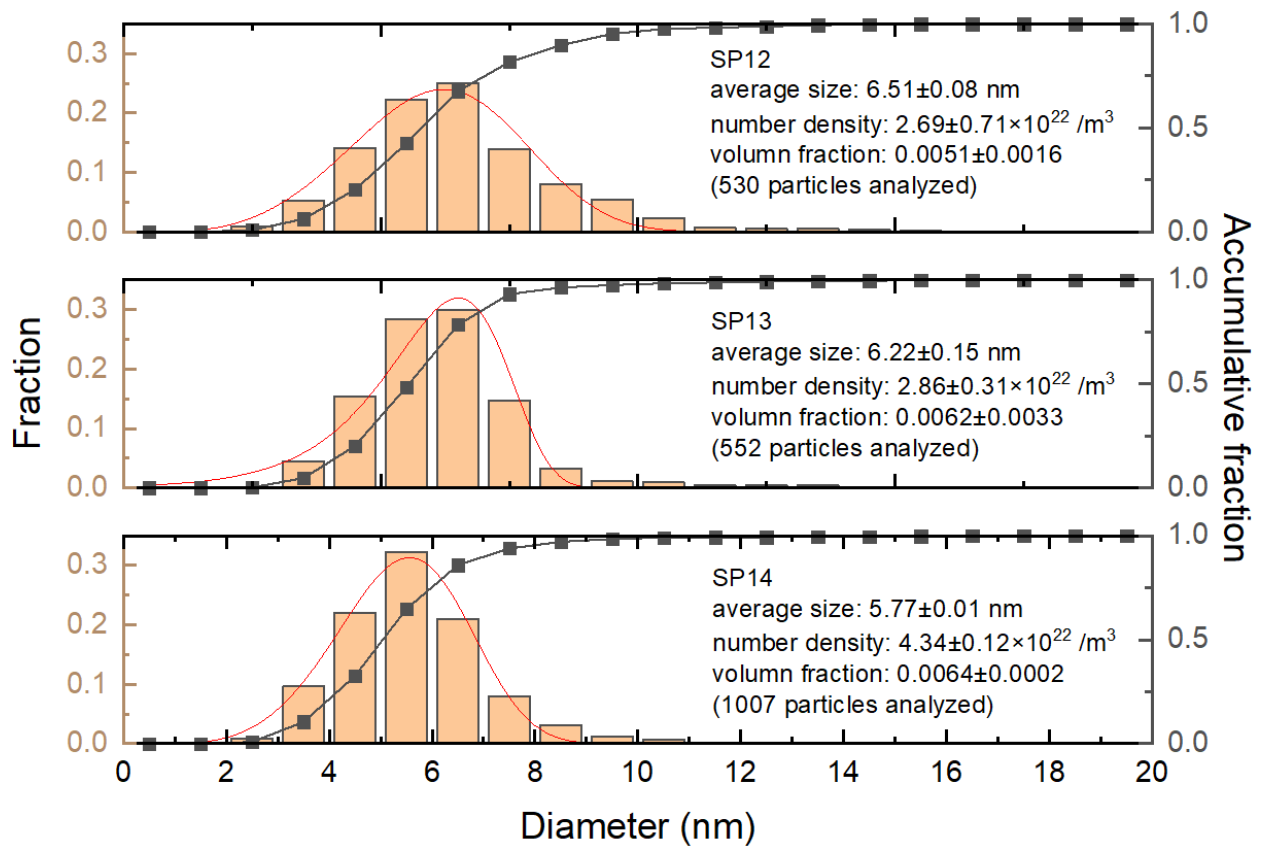 0.3
0.2
0.1
0.0
1.0
0.5
0.0
SP12
average size: 6.51±0.08 nm
number density: 2.69±0.71×10²² /m³
volumn fraction: 0.0051±0.0016
(530 particles analyzed)
Fraction
Accumulative fraction
0.3
0.2
0.1
0.0
1.0
0.5
0.0
SP13
average size: 6.22±0.15 nm
number density: 2.86±0.31×10²² /m³
volumn fraction: 0.0062±0.0033
(552 particles analyzed)
0.3
0.2
0.1
0.0
1.0
0.5
0.0
SP14
average size: 5.77±0.01 nm
number density: 4.34±0.12×10²² /m³
volumn fraction: 0.0064±0.0002
(1007 particles analyzed)
0 2 4 6 8 10 12 14 16 18 20
Diameter (nm)